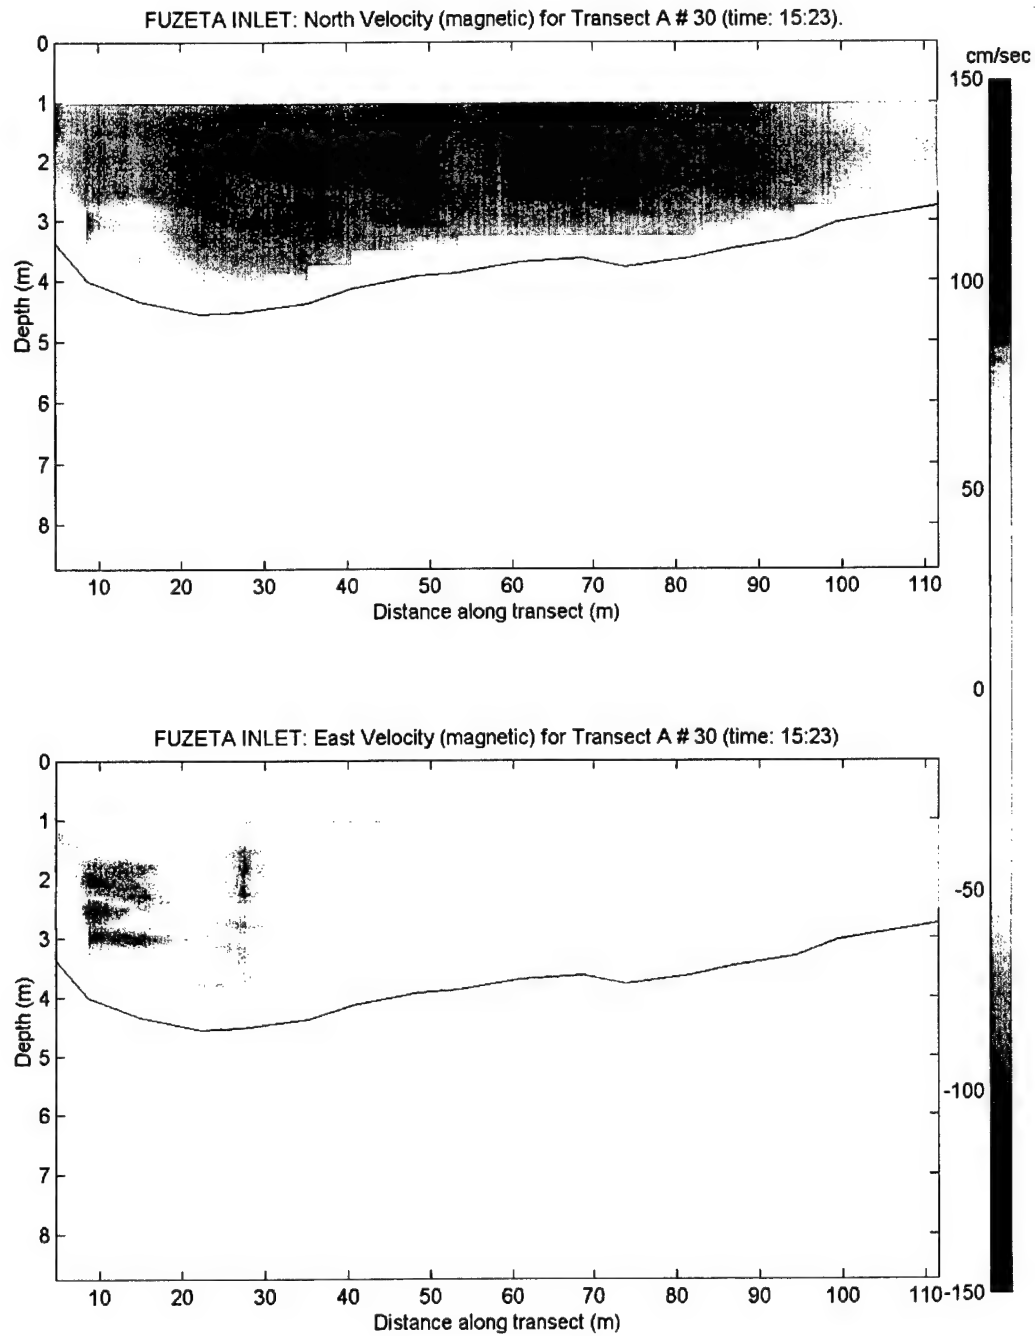 FUZETA INLET: North Velocity (magnetic) for Transect A # 30 (time: 15:23).
cm/sec
0
1
2
3
4
5
6
7
8
Depth (m)
10 20 30 40 50 60 70 80 90 100 110
Distance along transect (m)
150
100
50
0
-50
-100
-150
FUZETA INLET: East Velocity (magnetic) for Transect A # 30 (time: 15:23)
0
1
2
3
4
5
6
7
8
Depth (m)
10 20 30 40 50 60 70 80 90 100 110
Distance along transect (m)